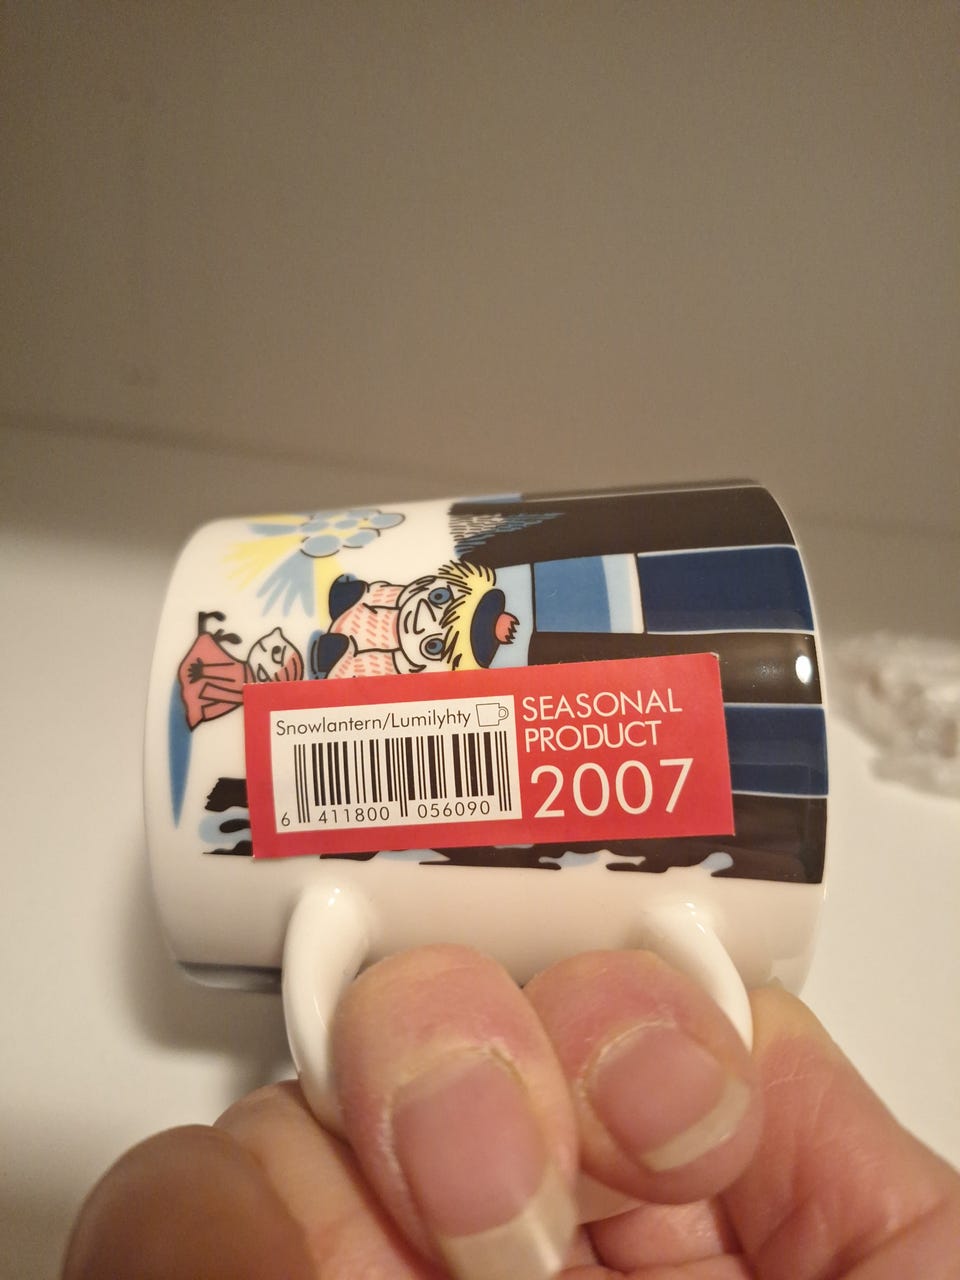 Snowlantern/Lumilyhty
6 411800 056090
SEASONAL
PRODUCT
2007